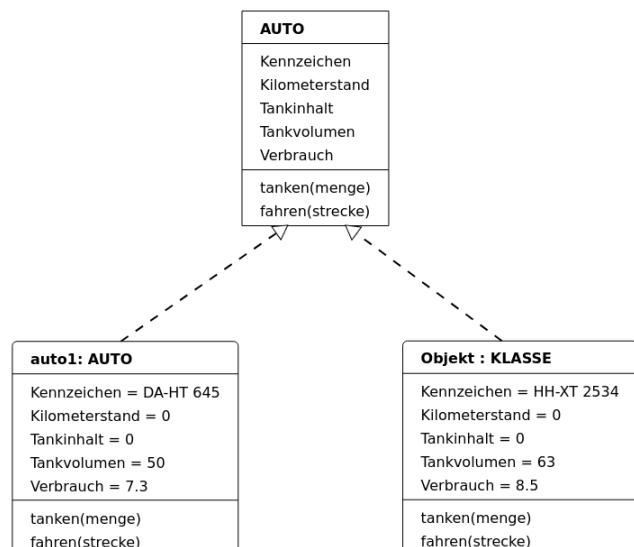 AUTO
Kennzeichen
Kilometerstand
Tankinhalt
Tankvolumen
Verbrauch
tanken(menge)
fahren(strecke)
auto1: AUTO
Kennzeichen = DA-HT 645
Kilometerstand = 0
Tankinhalt = 0
Tankvolumen = 50
Verbrauch = 7.3
tanken(menge)
fahren(strecke)
Objekt : KLASSE
Kennzeichen = HH-XT 2534
Kilometerstand = 0
Tankinhalt = 0
Tankvolumen = 63
Verbrauch = 8.5
tanken(menge)
fahren(strecke)